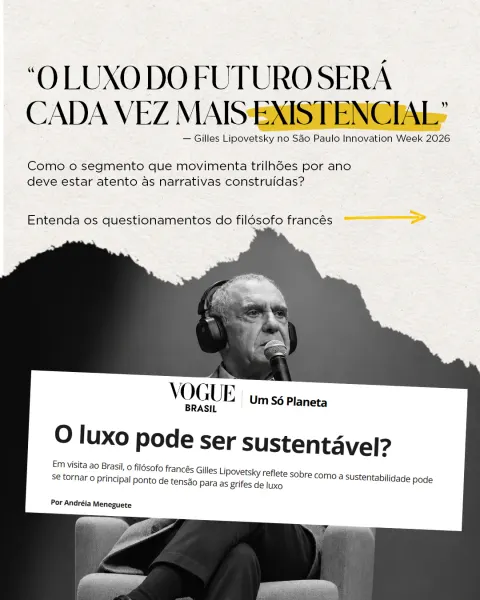 “O LUXO DO FUTURO SERÁ
CADA VEZ MAIS EXISTENCIAL”
— Gilles Lipovetsky no São Paulo Innovation Week 2026
Como o segmento que movimenta trilhões por ano
deve estar atento às narrativas construídas?
Entenda os questionamentos do filósofo francês
VOGUE
BRASIL
Um Só Planeta
O luxo pode ser sustentável?
Em visita ao Brasil, o filósofo francês Gilles Lipovetsky reflete sobre como a sustentabilidade pode
se tornar o principal ponto de tensão para as grifes de luxo
Por Andréia Meneguete